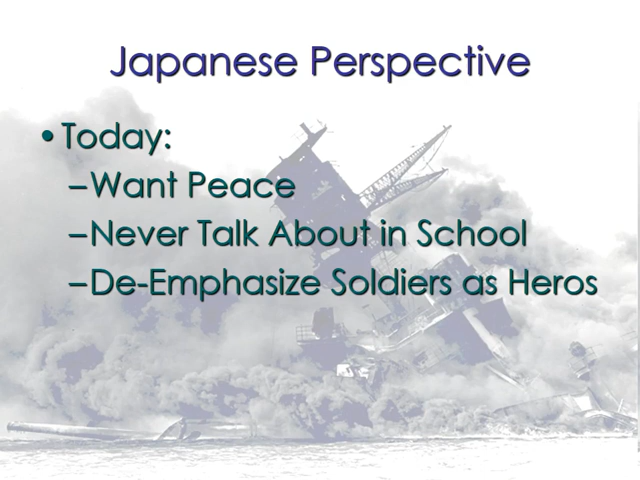 Japanese Perspective
• Today:
–Want Peace
–Never Talk About in School
–De-Emphasize Soldiers as Heros